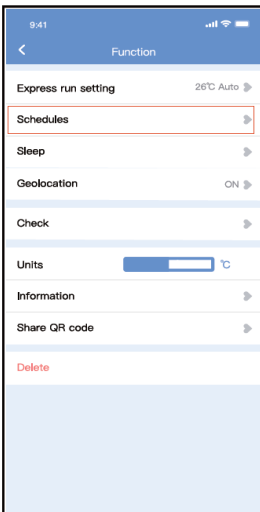 9:41
Function
Express run setting 26℃ Auto
Schedules
Sleep
Geolocation ON
Check
Units ℃
Information
Share QR code
Delete